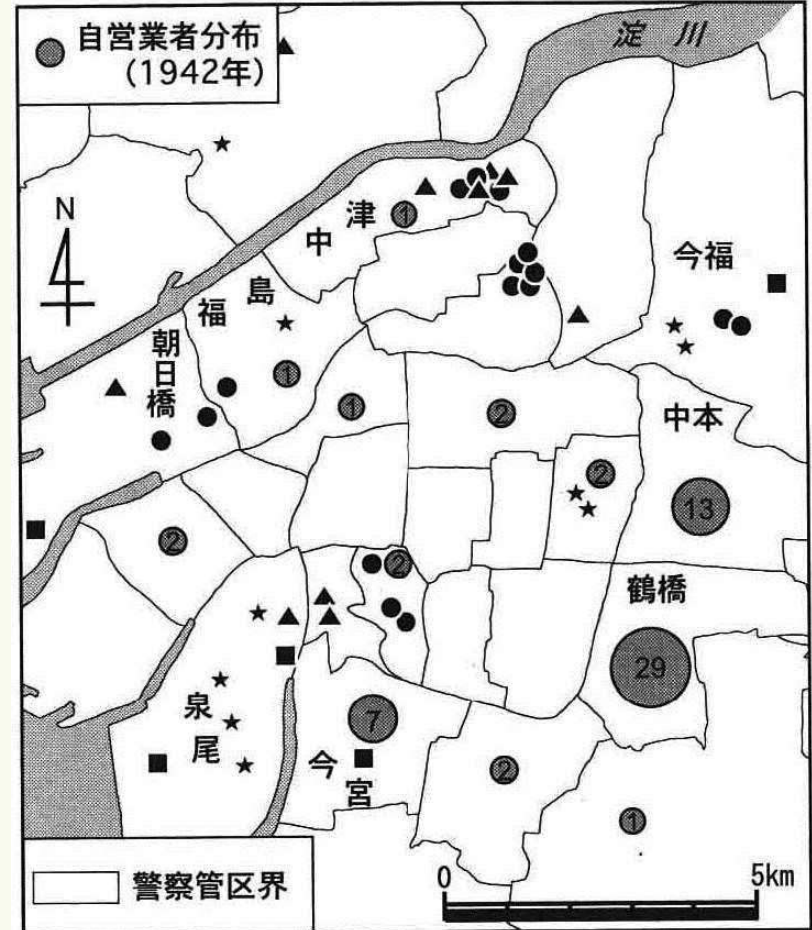 自営業者分布
(1942年)
淀川
N
中津
1
今福
福島
朝日橋
1
1
2
中本
2
13
2
2
鶴橋
29
泉尾
7
今宮
2
1
警察管区界
0 5km